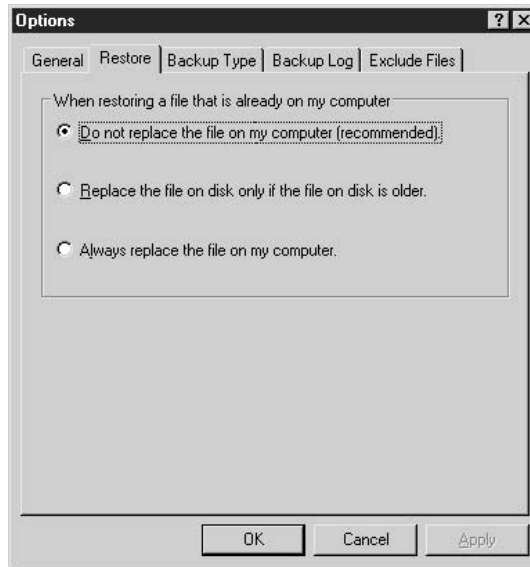 Options
General Restore Backup Type Backup Log Exclude Files
When restoring a file that is already on my computer
Do not replace the file on my computer (recommended).
Replace the file on disk only if the file on disk is older.
Always replace the file on my computer.
OK Cancel Apply